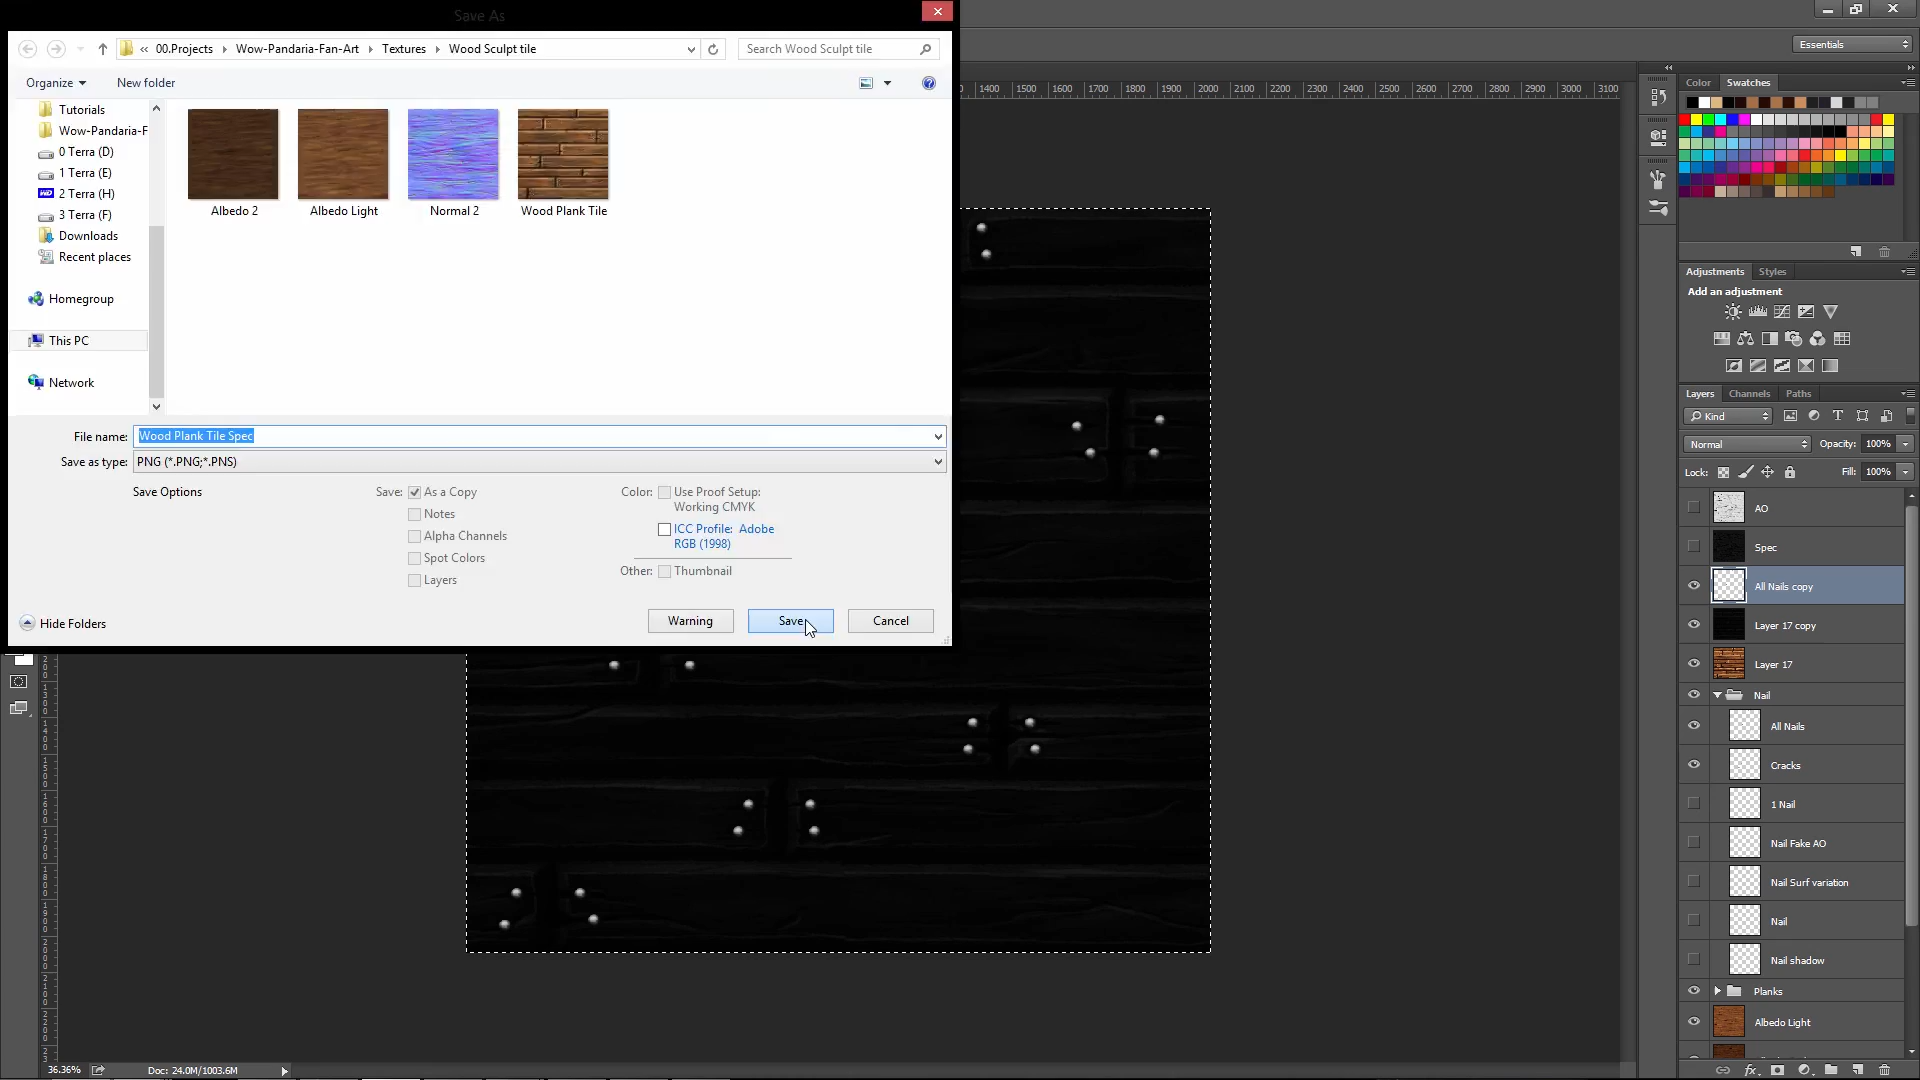 Save As
Essentials
« 00.Projects Wow-Pandaria-Fan-Art Textures Wood Sculpt tile
Search Wood Sculpt tile
Organize
New folder
Tutorials
Wow-Pandaria-F
0 Terra (D)
1 Terra (E)
2 Terra (H)
3 Terra (F)
Downloads
Recent places
Homegroup
This PC
Network
Albedo 2
Albedo Light
Normal 2
Wood Plank Tile
File name: Wood Plank Tile Spec
Save as type: PNG (*.PNG;*.PNS)
Save Options
Save: As a Copy
Notes
Alpha Channels
Spot Colors
Layers
Color: Use Proof Setup:
Working CMYK
ICC Profile: Adobe
RGB (1998)
Other: Thumbnail
Hide Folders
Warning
Save
Cancel
1400 1500 1600 1700 1800 1900 2000 2100 2200 2300 2400 2500 2600 2700 2800 2900 3000 3100
Color
Swatches
Adjustments
Styles
Add an adjustment
Layers
Channels
Paths
Kind
Normal
Opacity: 100%
Lock:
Fill: 100%
AO
Spec
All Nails copy
Layer 17 copy
Layer 17
Nail
All Nails
Cracks
1 Nail
Nail Fake AO
Nail Surf variation
Nail
Nail shadow
Planks
Albedo Light
36.36%
Doc: 24.0M/1003.6M